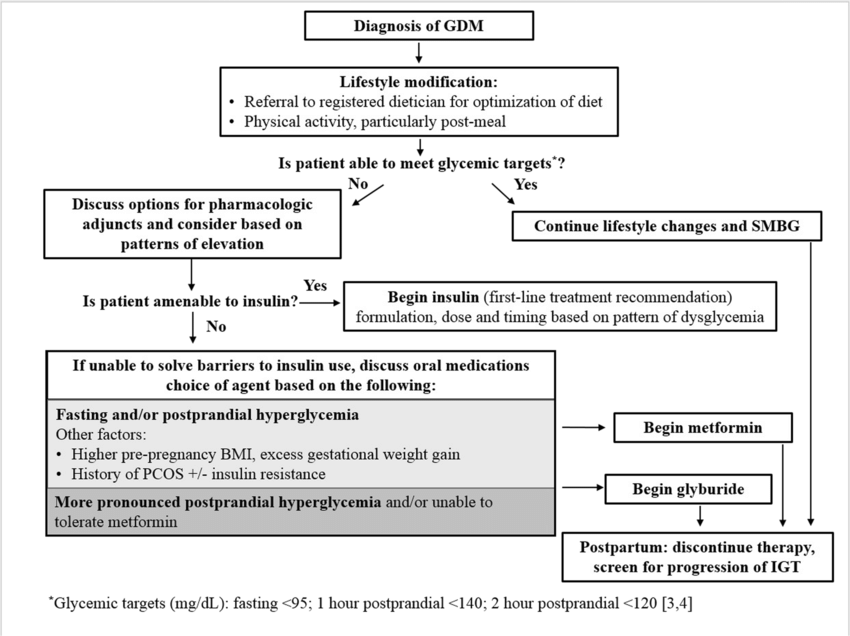 Diagnosis of GDM
Lifestyle modification:
• Referral to registered dietician for optimization of diet
• Physical activity, particularly post-meal
Is patient able to meet glycemic targets*?
No
Yes
Discuss options for pharmacologic
adjuncts and consider based on
patterns of elevation
Continue lifestyle changes and SMBG
Is patient amenable to insulin?
Yes
Begin insulin (first-line treatment recommendation)
formulation, dose and timing based on pattern of dysglycemia
No
If unable to solve barriers to insulin use, discuss oral medications
choice of agent based on the following:
Fasting and/or postprandial hyperglycemia
Other factors:
• Higher pre-pregnancy BMI, excess gestational weight gain
• History of PCOS +/- insulin resistance
Begin metformin
More pronounced postprandial hyperglycemia and/or unable to
tolerate metformin
Begin glyburide
Postpartum: discontinue therapy,
screen for progression of IGT
*Glycemic targets (mg/dL): fasting <95; 1 hour postprandial <140; 2 hour postprandial <120 [3,4]